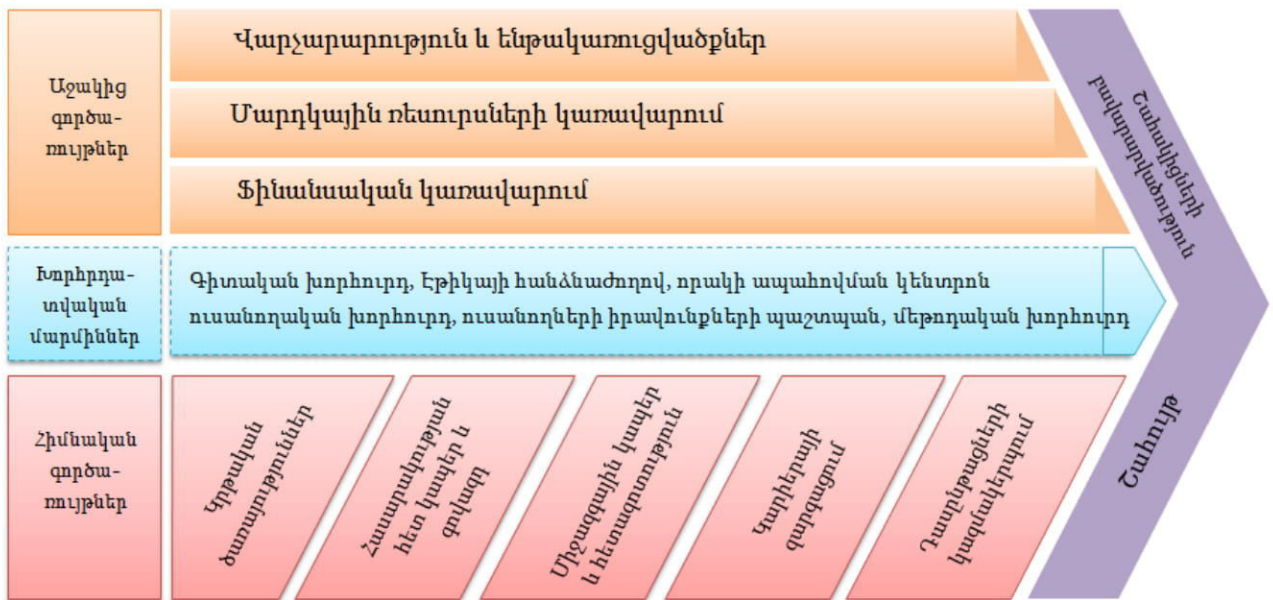 Աջակից
գործա-
ռույթներ
Վարչարարություն և ենթակառուցվածքներ
Մարդկային ռեսուրսների կառավարում
Ֆինանսական կառավարում
Խորհրդա-
տվական
մարմիններ
Գիտական խորհուրդ, Էթիկայի հանձնաժողով, որակի ապահովման կենտրոն
ուսանողական խորհուրդ, ուսանողների իրավունքների պաշտպան, մեթոդական խորհուրդ
Հիմնական
գործա-
ռույթներ
Կրթական
ծառայություններ
Հասարակության
հետ կապեր և
գովազդ
Միջազգային կապեր
և հետազոտություն
Կարիերայի
զարգացում
Դասընթացների
կազմակերպում
Շահակիցների
բավարարվածություն
Շահույթ